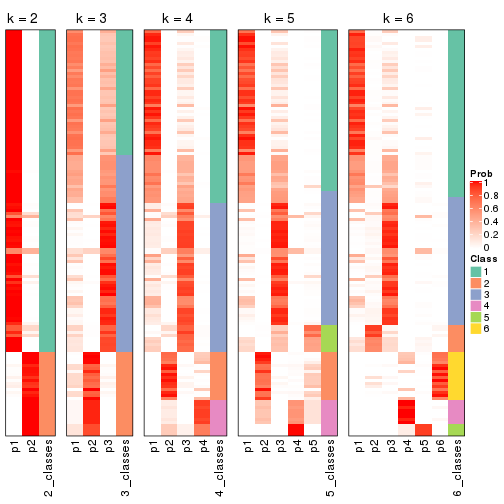 k = 2
k = 3
k = 4
k = 5
k = 6
p1
p2
2_classes
p1
p2
p3
3_classes
p1
p2
p3
p4
4_classes
p1
p2
p3
p4
p5
5_classes
p1
p2
p3
p4
p5
p6
6_classes
Prob
1
0.8
0.6
0.4
0.2
0
Class
1
2
3
4
5
6